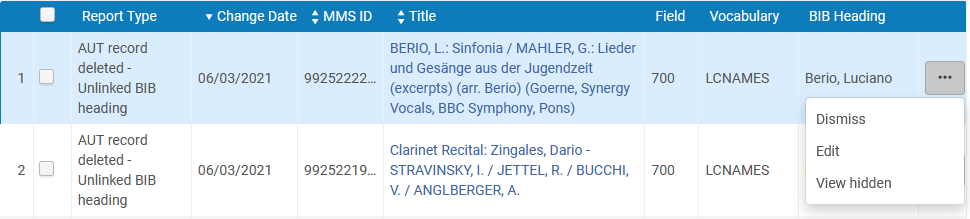 Report Type Change Date MMS ID Title Field Vocabulary BIB Heading
1
AUT record
deleted -
Unlinked BIB
heading
06/03/2021
99252222...
BERIO, L.: Sinfonia / MAHLER, G.: Lieder
und Gesänge aus der Jugendzeit
(excerpts) (arr. Berio) (Goerne, Synergy
Vocals, BBC Symphony, Pons)
700
LCNAMES
Berio, Luciano
Dismiss
Edit
View hidden
2
AUT record
deleted -
Unlinked BIB
heading
06/03/2021
99252219...
Clarinet Recital: Zingales, Dario -
STRAVINSKY, I. / JETTEL, R. / BUCCHI,
V. / ANGLBERGER, A.
700
LCNAMES